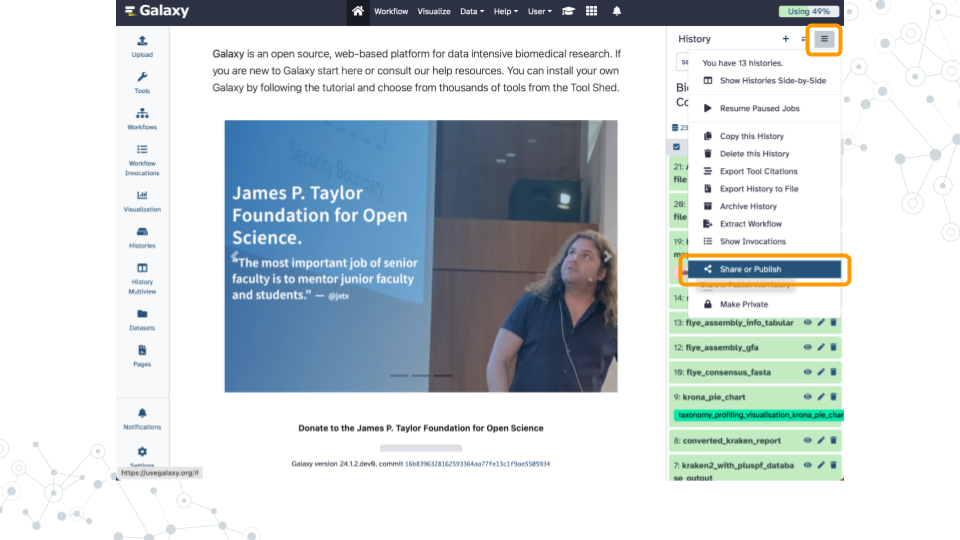 Galaxy
Workflow Visualize Data Help User
Using 49%
Upload
Tools
Workflows
Workflow
Invocations
Visualization
Histories
History
Multiview
Datasets
Pages
Notifications
Settings
https://usegalaxy.org/#
Galaxy is an open source, web-based platform for data intensive biomedical research. If
you are new to Galaxy start here or consult our help resources. You can install your own
Galaxy by following the tutorial and choose from thousands of tools from the Tool Shed.
Security Boundary
James P. Taylor
Foundation for Open
Science.
“The most important job of senior
faculty is to mentor junior faculty
and students.” — @jxtx
Donate to the James P. Taylor Foundation for Open Science
Galaxy version 24.1.2.dev0, commit
History
You have 13 histories.
Show Histories Side-by-Side
Resume Paused Jobs
Copy this History
Delete this History
Export Tool Citations
Export History to File
Archive History
Extract Workflow
Show Invocations
Share or Publish
Make Private
se
Bi
Co
23
21:
file
20:
file
19:
14:
13: flye_assembly_info_tabular
12: flye_assembly_gfa
10: flye_consensus_fasta
9: krona_pie_chart
taxonomy_profiling_visualisation_krona_pie_char
8: converted_kraken_report
7: kraken2_with_pluspf_databa
se_output